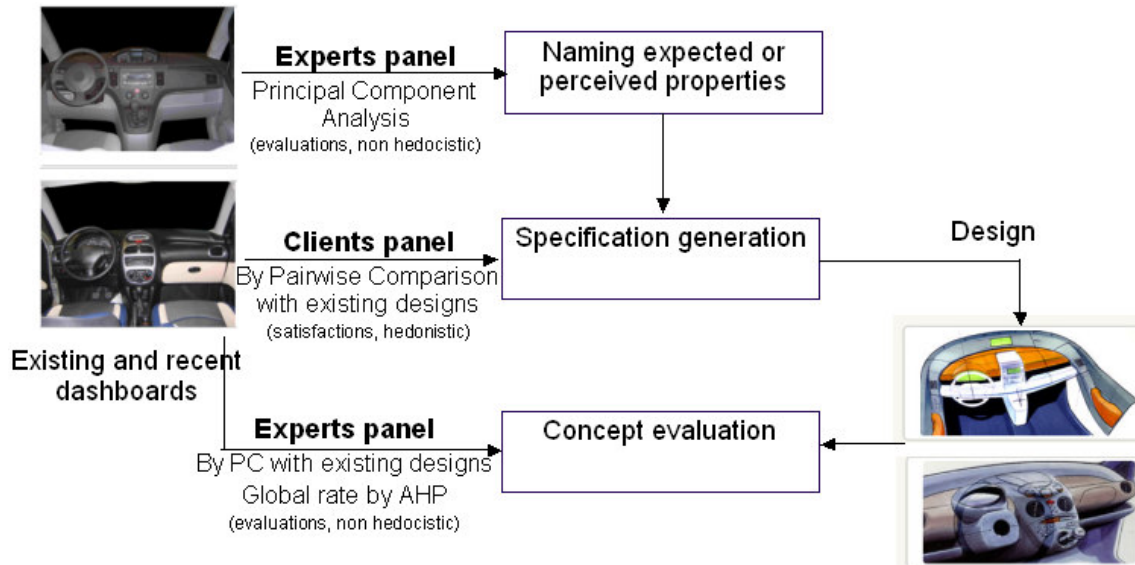 Experts panel
Principal Component
Analysis
(evaluations, non hedocistic)
Naming expected or
perceived properties
Clients panel
By Pairwise Comparison
with existing designs
(satisfactions, hedonistic)
Specification generation
Design
Existing and recent
dashboards
Experts panel
By PC with existing designs
Global rate by AHP
(evaluations, non hedocistic)
Concept evaluation